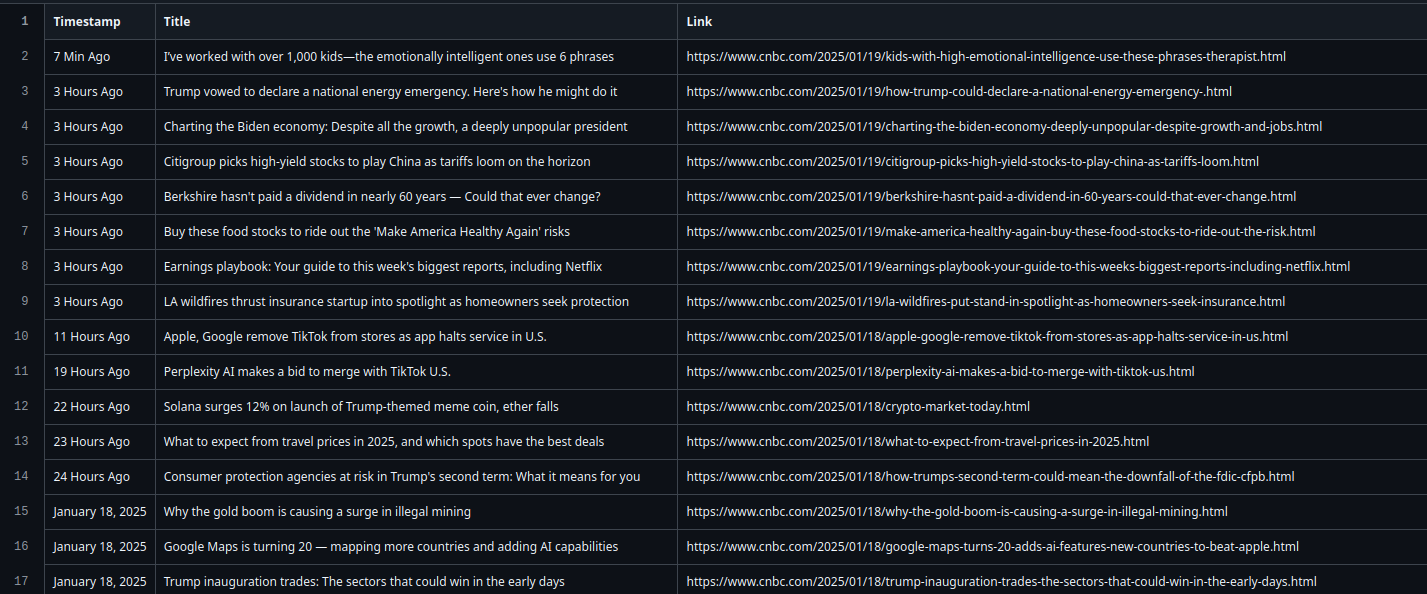 1 Timestamp Title Link
2 7 Min Ago I've worked with over 1,000 kids—the emotionally intelligent ones use 6 phrases https://www.cnbc.com/2025/01/19/kids-with-high-emotional-intelligence-use-these-phrases-therapist.html
3 3 Hours Ago Trump vowed to declare a national energy emergency. Here's how he might do it https://www.cnbc.com/2025/01/19/how-trump-could-declare-a-national-energy-emergency-.html
4 3 Hours Ago Charting the Biden economy: Despite all the growth, a deeply unpopular president https://www.cnbc.com/2025/01/19/charting-the-biden-economy-deeply-unpopular-despite-growth-and-jobs.html
5 3 Hours Ago Citigroup picks high-yield stocks to play China as tariffs loom on the horizon https://www.cnbc.com/2025/01/19/citigroup-picks-high-yield-stocks-to-play-china-as-tariffs-loom.html
6 3 Hours Ago Berkshire hasn't paid a dividend in nearly 60 years — Could that ever change? https://www.cnbc.com/2025/01/19/berkshire-hasnt-paid-a-dividend-in-60-years-could-that-ever-change.html
7 3 Hours Ago Buy these food stocks to ride out the 'Make America Healthy Again' risks https://www.cnbc.com/2025/01/19/make-america-healthy-again-buy-these-food-stocks-to-ride-out-the-risk.html
8 3 Hours Ago Earnings playbook: Your guide to this week's biggest reports, including Netflix https://www.cnbc.com/2025/01/19/earnings-playbook-your-guide-to-this-weeks-biggest-reports-including-netflix.html
9 3 Hours Ago LA wildfires thrust insurance startup into spotlight as homeowners seek protection https://www.cnbc.com/2025/01/19/la-wildfires-put-stand-in-spotlight-as-homeowners-seek-insurance.html
10 11 Hours Ago Apple, Google remove TikTok from stores as app halts service in U.S. https://www.cnbc.com/2025/01/18/apple-google-remove-tiktok-from-stores-as-app-halts-service-in-us.html
11 19 Hours Ago Perplexity AI makes a bid to merge with TikTok U.S. https://www.cnbc.com/2025/01/18/perplexity-ai-makes-a-bid-to-merge-with-tiktok-us.html
12 22 Hours Ago Solana surges 12% on launch of Trump-themed meme coin, ether falls https://www.cnbc.com/2025/01/18/crypto-market-today.html
13 23 Hours Ago What to expect from travel prices in 2025, and which spots have the best deals https://www.cnbc.com/2025/01/18/what-to-expect-from-travel-prices-in-2025.html
14 24 Hours Ago Consumer protection agencies at risk in Trump's second term: What it means for you https://www.cnbc.com/2025/01/18/how-trumps-second-term-could-mean-the-downfall-of-the-fdic-cfpb.html
15 January 18, 2025 Why the gold boom is causing a surge in illegal mining https://www.cnbc.com/2025/01/18/why-the-gold-boom-is-causing-a-surge-in-illegal-mining.html
16 January 18, 2025 Google Maps is turning 20 — mapping more countries and adding AI capabilities https://www.cnbc.com/2025/01/18/google-maps-turns-20-adds-ai-features-new-countries-to-beat-apple.html
17 January 18, 2025 Trump inauguration trades: The sectors that could win in the early days https://www.cnbc.com/2025/01/18/trump-inauguration-trades-the-sectors-that-could-win-in-the-early-days.html